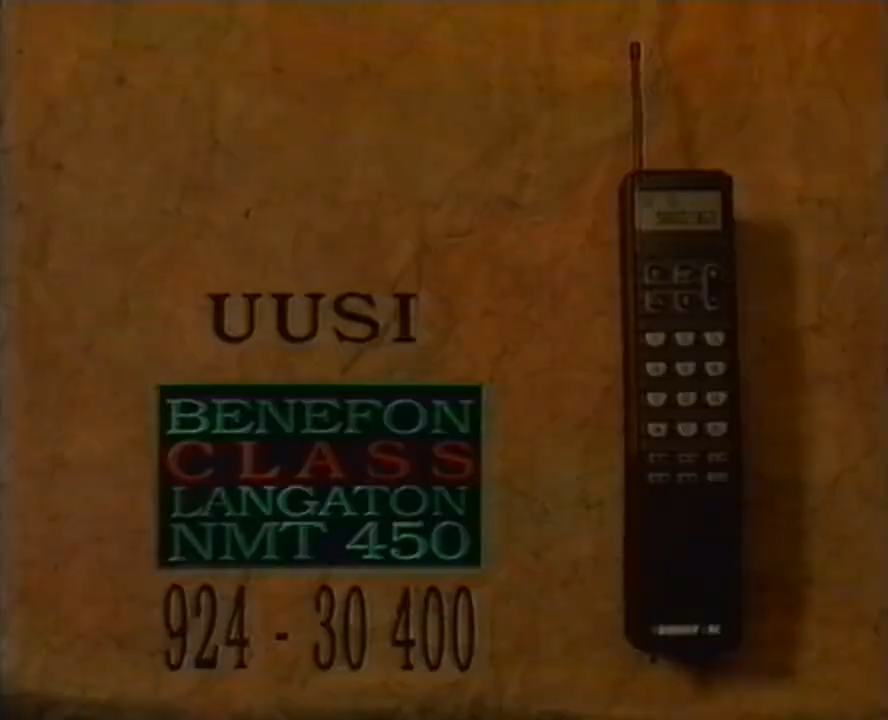 UUSI
BENEFON
CLASS
LANGATON
NMT 450
924 - 30 400